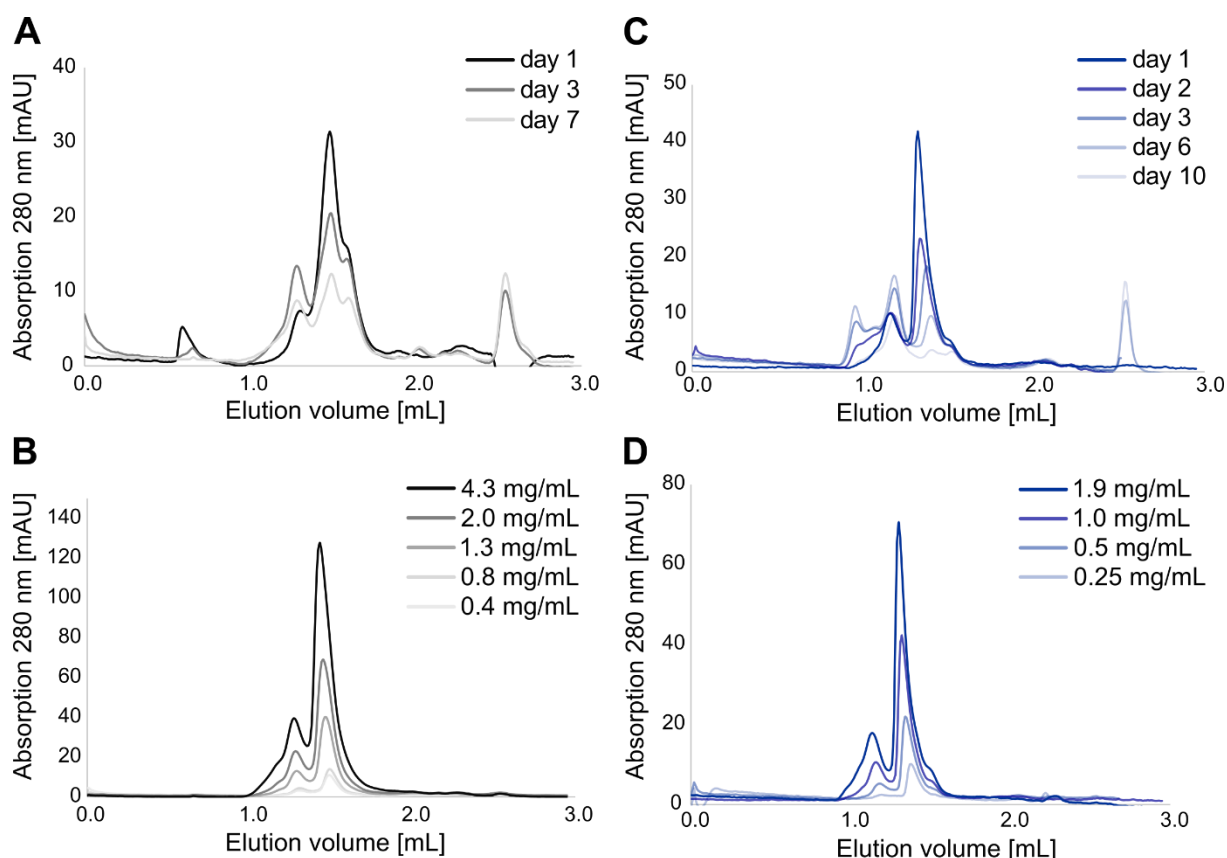 A
Absorption 280 nm [mAU]
40
30
20
10
0
0.0
1.0
2.0
3.0
Elution volume [mL]
day 1
day 3
day 7
C
Absorption 280 nm [mAU]
50
40
30
20
10
0
0.0
1.0
2.0
3.0
Elution volume [mL]
day 1
day 2
day 3
day 6
day 10
B
Absorption 280 nm [mAU]
140
120
100
80
60
40
20
0
0.0
1.0
2.0
3.0
Elution volume [mL]
4.3 mg/mL
2.0 mg/mL
1.3 mg/mL
0.8 mg/mL
0.4 mg/mL
D
Absorption 280 nm [mAU]
80
60
40
20
0
0.0
1.0
2.0
3.0
Elution volume [mL]
1.9 mg/mL
1.0 mg/mL
0.5 mg/mL
0.25 mg/mL